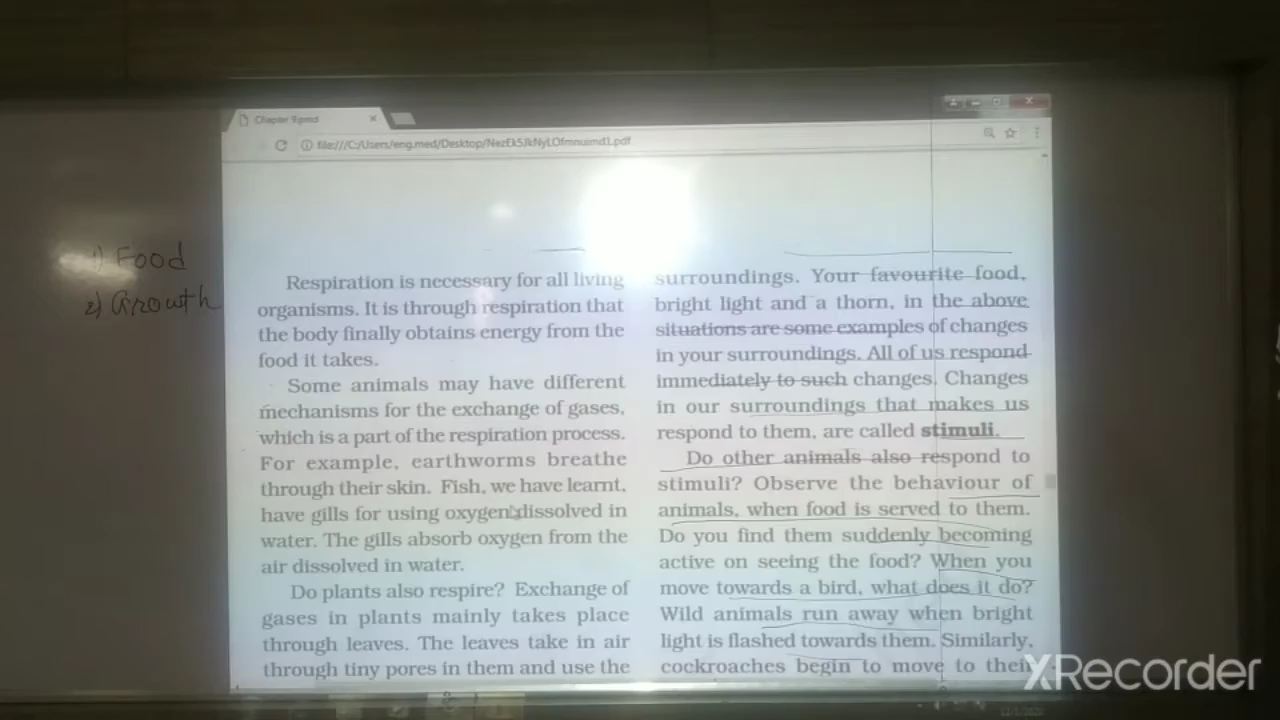 Chapter 9.pmd
file:///C:/Users/eng.med/Desktop/NezEk5JkNyLOfmnuimd1.pdf
1) Food
2) Growth
Respiration is necessary for all living
organisms. It is through respiration that
the body finally obtains energy from the
food it takes.
Some animals may have different
mechanisms for the exchange of gases,
which is a part of the respiration process.
For example, earthworms breathe
through their skin. Fish, we have learnt,
have gills for using oxygen dissolved in
water. The gills absorb oxygen from the
air dissolved in water.
Do plants also respire? Exchange of
gases in plants mainly takes place
through leaves. The leaves take in air
through tiny pores in them and use the
surroundings. Your favourite food,
bright light and a thorn, in the above
situations are some examples of changes
in your surroundings. All of us respond
immediately to such changes. Changes
in our surroundings that makes us
respond to them, are called stimuli.
Do other animals also respond to
stimuli? Observe the behaviour of
animals, when food is served to them.
Do you find them suddenly becoming
active on seeing the food? When you
move towards a bird, what does it do?
Wild animals run away when bright
light is flashed towards them. Similarly,
cockroaches begin to move to their
XRecorder